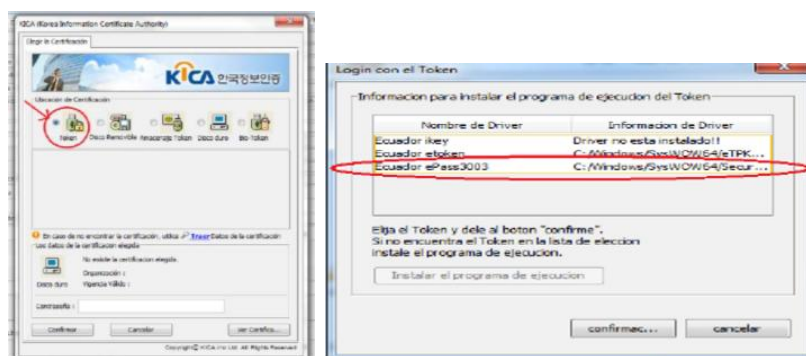 KICA (Korea Information Certificate Authority)
Elegir la Certificación
KICA 한국정보인증
Ubicación de Certificación
Token
Disco Removible
Almacenaje Token
Disco duro
Bio-Token
En caso de no encontrar la certificación, utilice Traer Datos de la certificación
Los datos de la certificación elegida
No existe la certificacion elegida.
Organización :
Disco duro
Vigencia Válido :
Contraseña :
Confirmar
Cancelar
Ver Certifica...
Copyright© KICA Inc Ltd. All Rights Reserved
Login con el Token
Informacion para instalar el programa de ejecucion del Token
Nombre de Driver
Informacion de Driver
Ecuador ikey
Driver no esta instalado!!
Ecuador etoken
C:/Windows/SysWOW64/eTPK...
Ecuador ePass3003
C:/Windows/SysWOW64/Secur...
Elija el Token y dele al boton "confirme".
Si no encuentra el Token en la lista de eleccion
instale el programa de ejecucion.
Instalar el programa de ejecucion
confirmac...
cancelar